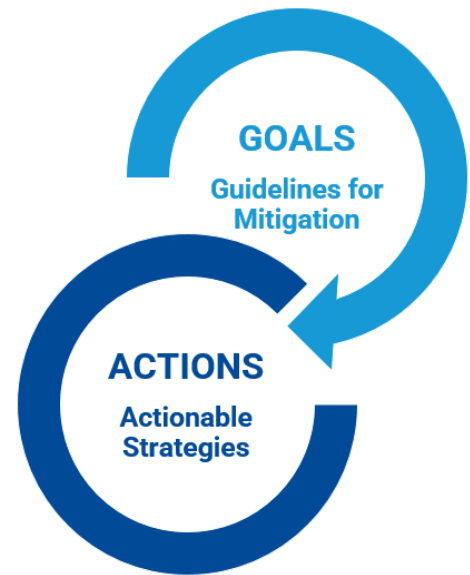 GOALS
Guidelines for
Mitigation
ACTIONS
Actionable
Strategies